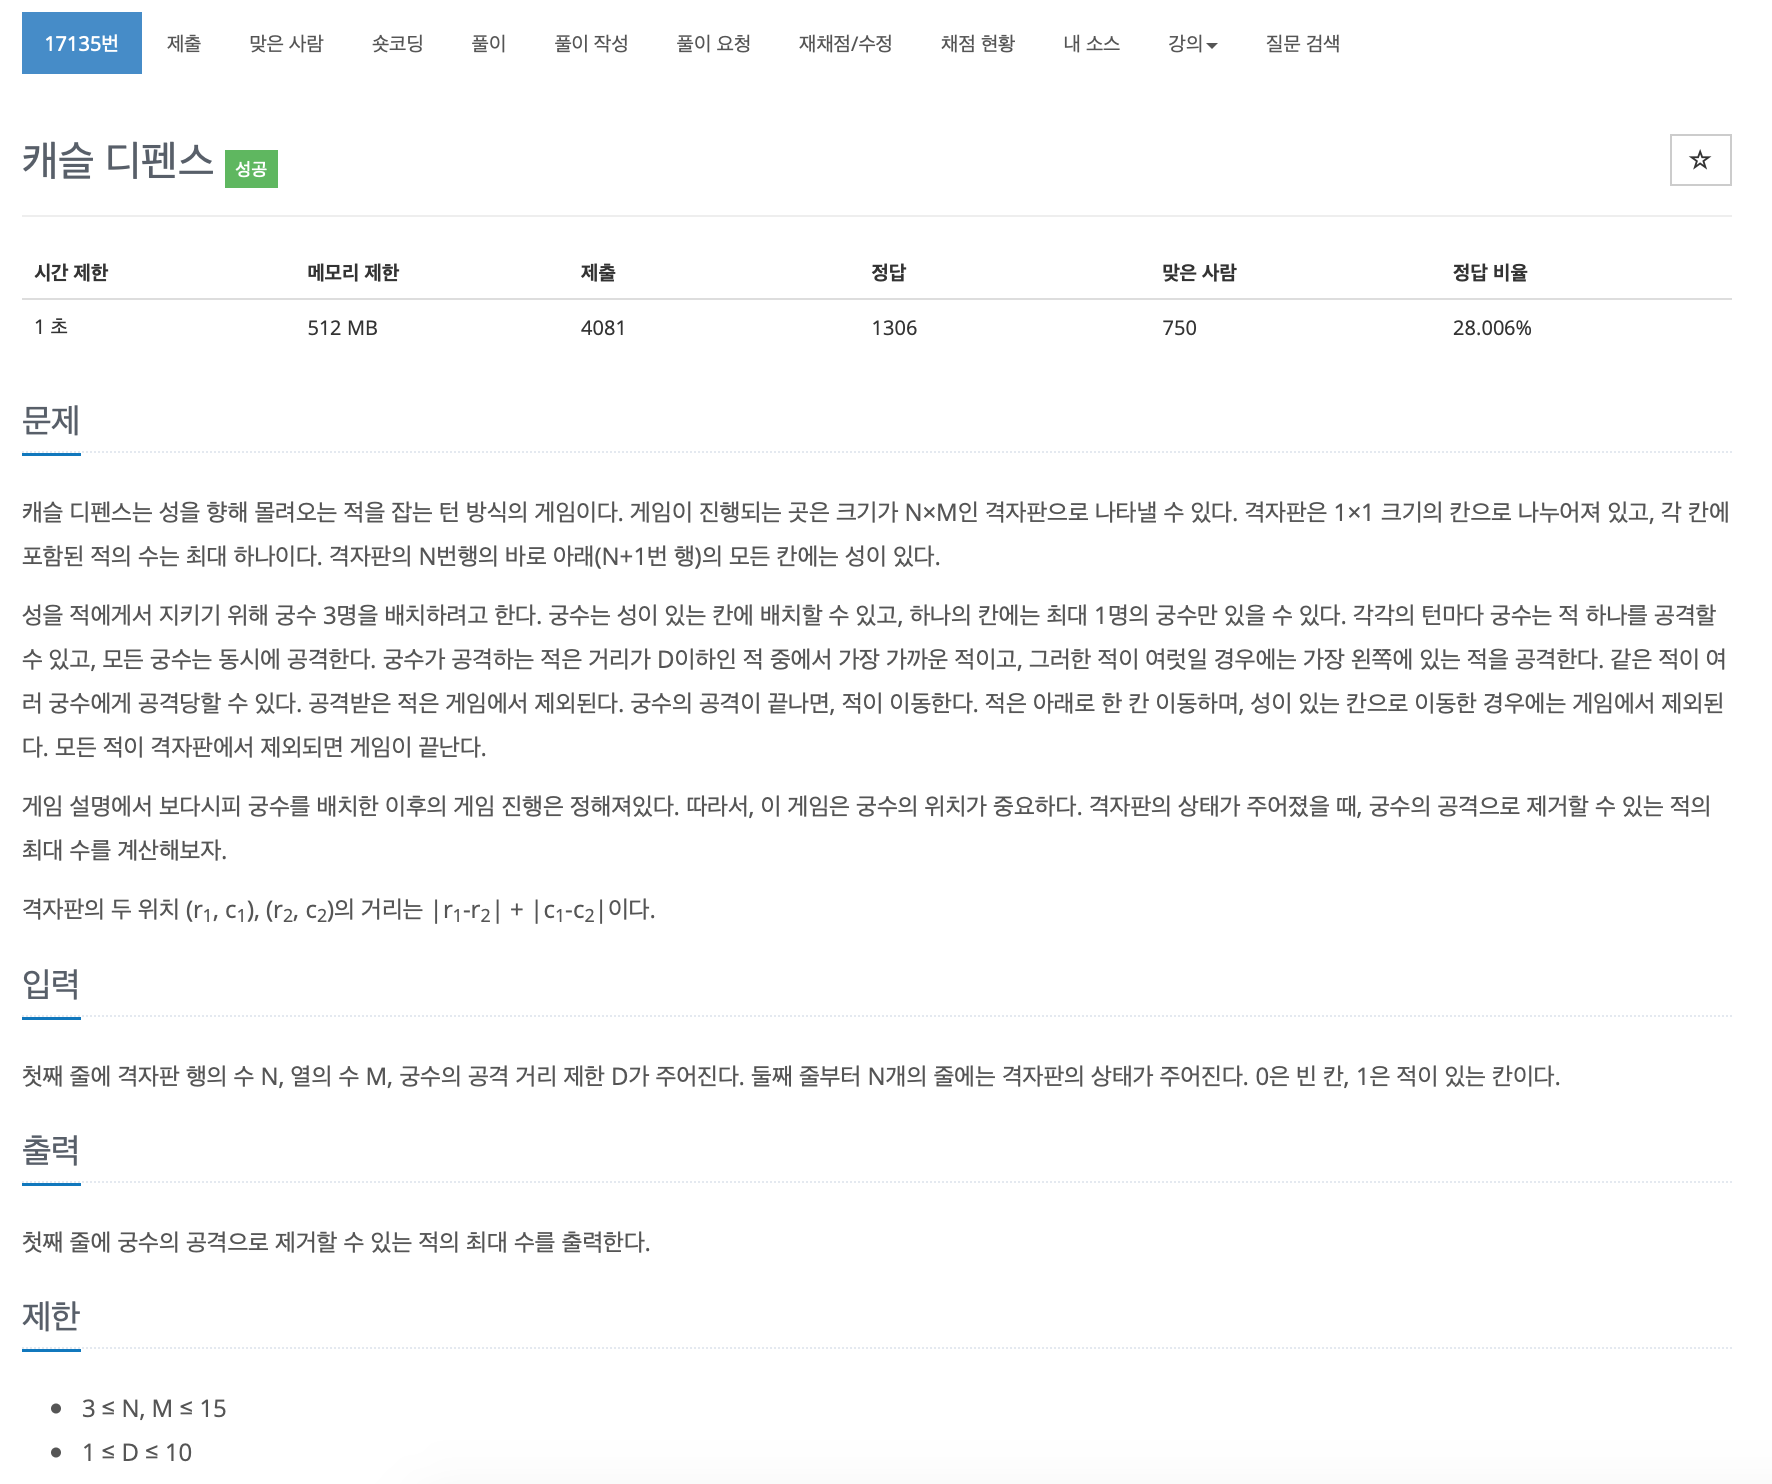 17135번 제출 맞은 사람 숏코딩 풀이 풀이 작성 풀이 요청 재채점/수정 채점 현황 내 소스 강의 질문 검색
캐슬 디펜스 성공
시간 제한 메모리 제한 제출 정답 맞은 사람 정답 비율
1 초 512 MB 4081 1306 750 28.006%
문제
캐슬 디펜스는 성을 향해 몰려오는 적을 잡는 턴 방식의 게임이다. 게임이 진행되는 곳은 크기가 N×M인 격자판으로 나타낼 수 있다. 격자판은 1×1 크기의 칸으로 나누어져 있고, 각 칸에
포함된 적의 수는 최대 하나이다. 격자판의 N번행의 바로 아래(N+1번 행)의 모든 칸에는 성이 있다.
성을 적에게서 지키기 위해 궁수 3명을 배치하려고 한다. 궁수는 성이 있는 칸에 배치할 수 있고, 하나의 칸에는 최대 1명의 궁수만 있을 수 있다. 각각의 턴마다 궁수는 적 하나를 공격할
수 있고, 모든 궁수는 동시에 공격한다. 궁수가 공격하는 적은 거리가 D이하인 적 중에서 가장 가까운 적이고, 그러한 적이 여럿일 경우에는 가장 왼쪽에 있는 적을 공격한다. 같은 적이 여
러 궁수에게 공격당할 수 있다. 공격받은 적은 게임에서 제외된다. 궁수의 공격이 끝나면, 적이 이동한다. 적은 아래로 한 칸 이동하며, 성이 있는 칸으로 이동한 경우에는 게임에서 제외된
다. 모든 적이 격자판에서 제외되면 게임이 끝난다.
게임 설명에서 보다시피 궁수를 배치한 이후의 게임 진행은 정해져있다. 따라서, 이 게임은 궁수의 위치가 중요하다. 격자판의 상태가 주어졌을 때, 궁수의 공격으로 제거할 수 있는 적의
최대 수를 계산해보자.
격자판의 두 위치 (r1, c1), (r2, c2)의 거리는 |r1-r2| + |c1-c2|이다.
입력
첫째 줄에 격자판 행의 수 N, 열의 수 M, 궁수의 공격 거리 제한 D가 주어진다. 둘째 줄부터 N개의 줄에는 격자판의 상태가 주어진다. 0은 빈 칸, 1은 적이 있는 칸이다.
출력
첫째 줄에 궁수의 공격으로 제거할 수 있는 적의 최대 수를 출력한다.
제한
● 3 ≤ N, M ≤ 15
● 1 ≤ D ≤ 10